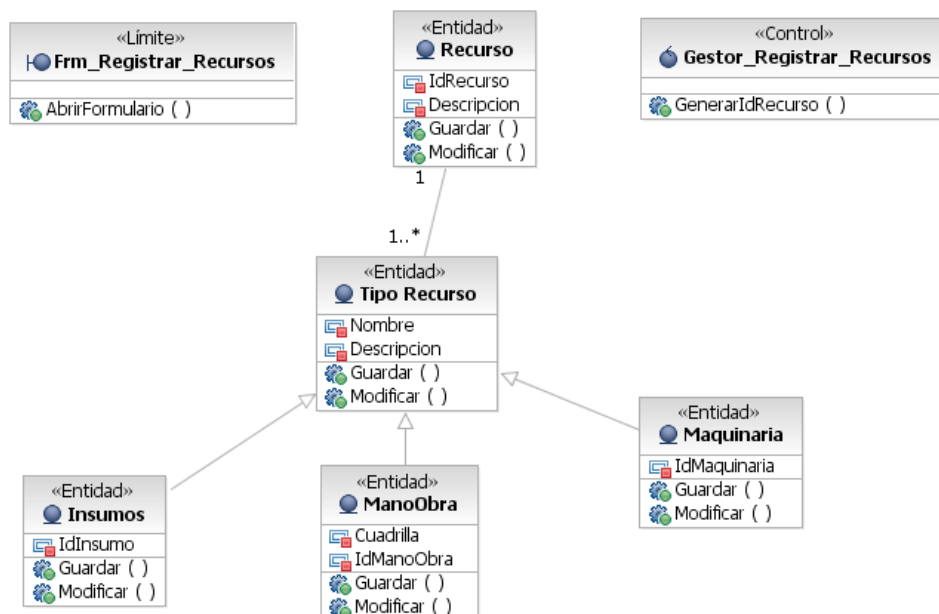 «Límite»
Frm_Registrar_Recursos
AbrirFormulario ( )
«Entidad»
Recurso
IdRecurso
Descripcion
Guardar ( )
Modificar ( )
«Control»
Gestor_Registrar_Recursos
GenerarIdRecurso ( )
1
1..*
«Entidad»
Tipo Recurso
Nombre
Descripcion
Guardar ( )
Modificar ( )
«Entidad»
Insumos
IdInsumo
Guardar ( )
Modificar ( )
«Entidad»
ManoObra
Cuadrilla
IdManoObra
Guardar ( )
Modificar ( )
«Entidad»
Maquinaria
IdMaquinaria
Guardar ( )
Modificar ( )